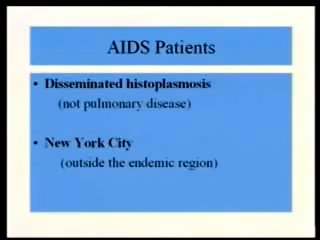 AIDS Patients
• Disseminated histoplasmosis
(not pulmonary disease)
• New York City
(outside the endemic region)